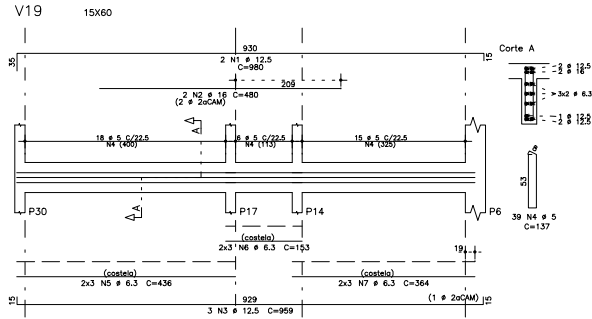 V19 15X60
930
2 N1 ø 12.5
C=980
35
15
Corte A
2 ø 12.5
2 ø 16
3x2 ø 6.3
1 ø 12.5
2 ø 12.5
209
2 N2 ø 16 C=480
(2 ø 2aCAM)
A
18 ø 5 C/22.5
N4 (400)
6 ø 5 C/22.5
N4 (113)
15 ø 5 C/22.5
N4 (325)
8
53
39 N4 ø 5
C=137
A
P30
P17
P14
P6
(costela)
2x3 N6 ø 6.3 C=153
19
(costela)
2x3 N5 ø 6.3 C=436
(costela)
2x3 N7 ø 6.3 C=364
(1 ø 2aCAM)
15
929
15
3 N3 ø 12.5 C=959